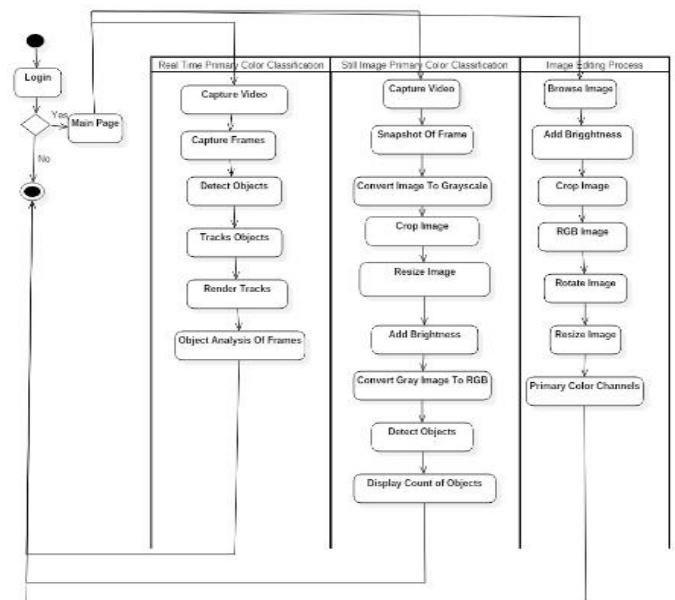 Real Time Primary Color Classification
Still Image Primary Color Classification
Image Editing Process
Login
Yes
Main Page
No
Capture Video
Capture Frames
Detect Objects
Tracks Objects
Render Tracks
Object Analysis Of Frames
Capture Video
Snapshot Of Frame
Convert Image To Grayscale
Crop Image
Resize Image
Add Brightness
Convert Gray Image To RGB
Detect Objects
Display Count of Objects
Browse Image
Add Brigghtness
Crop Image
RGB Image
Rotate Image
Resize Image
Primary Color Channels